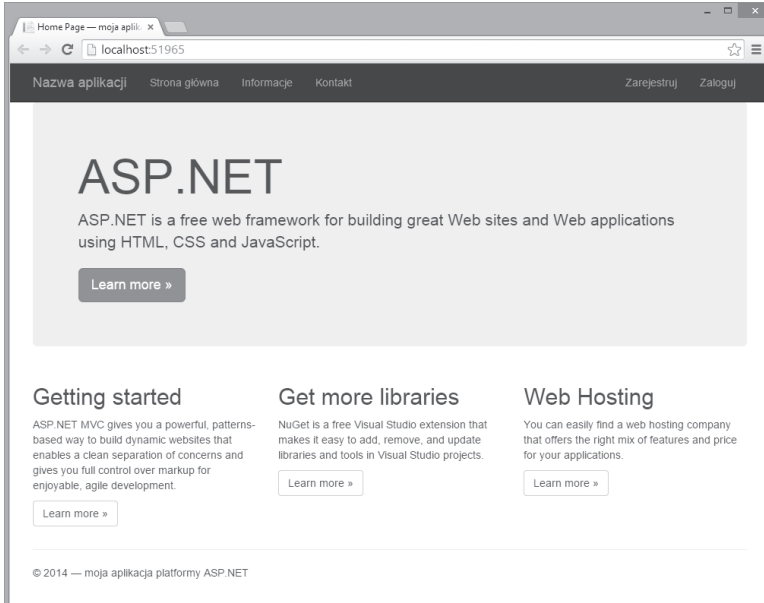 Home Page — moja aplik
localhost:51965
Nazwa aplikacji Strona główna Informacje Kontakt Zarejestruj Zaloguj
ASP.NET
ASP.NET is a free web framework for building great Web sites and Web applications
using HTML, CSS and JavaScript.
Learn more »
Getting started
ASP.NET MVC gives you a powerful, patterns-
based way to build dynamic websites that
enables a clean separation of concerns and
gives you full control over markup for
enjoyable, agile development.
Learn more »
Get more libraries
NuGet is a free Visual Studio extension that
makes it easy to add, remove, and update
libraries and tools in Visual Studio projects.
Learn more »
Web Hosting
You can easily find a web hosting company
that offers the right mix of features and price
for your applications.
Learn more »
© 2014 — moja aplikacja platformy ASP.NET